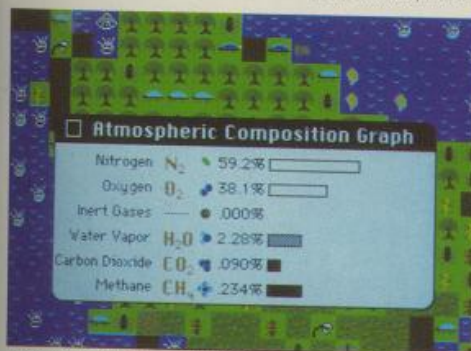 Atmospheric Composition Graph
Nitrogen N₂ 59.2%
Oxygen O₂ 38.1%
Inert Gases — .000%
Water Vapor H₂O 2.28%
Carbon Dioxide CO₂ .090%
Methane CH₄ .234%